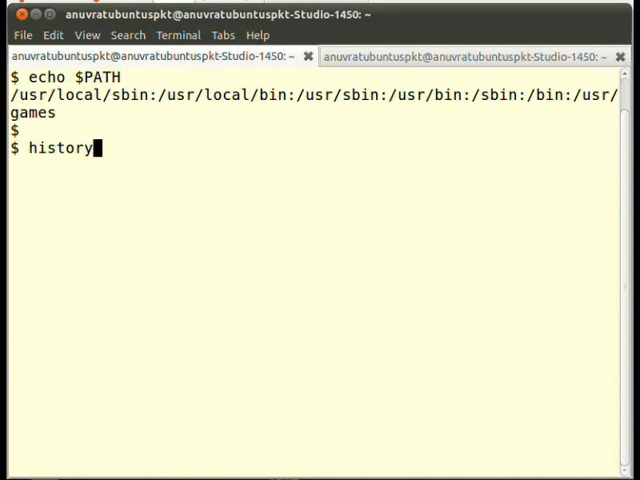 anuvratubuntuspkt@anuvratubuntuspkt-Studio-1450: ~
File Edit View Search Terminal Tabs Help
anuvratubuntuspkt@anuvratubuntuspkt-Studio-1450: ~ anuvratubuntuspkt@anuvratubuntuspkt-Studio-1450: ~
$ echo $PATH
/usr/local/sbin:/usr/local/bin:/usr/sbin:/usr/bin:/sbin:/bin:/usr/
games
$
$ history